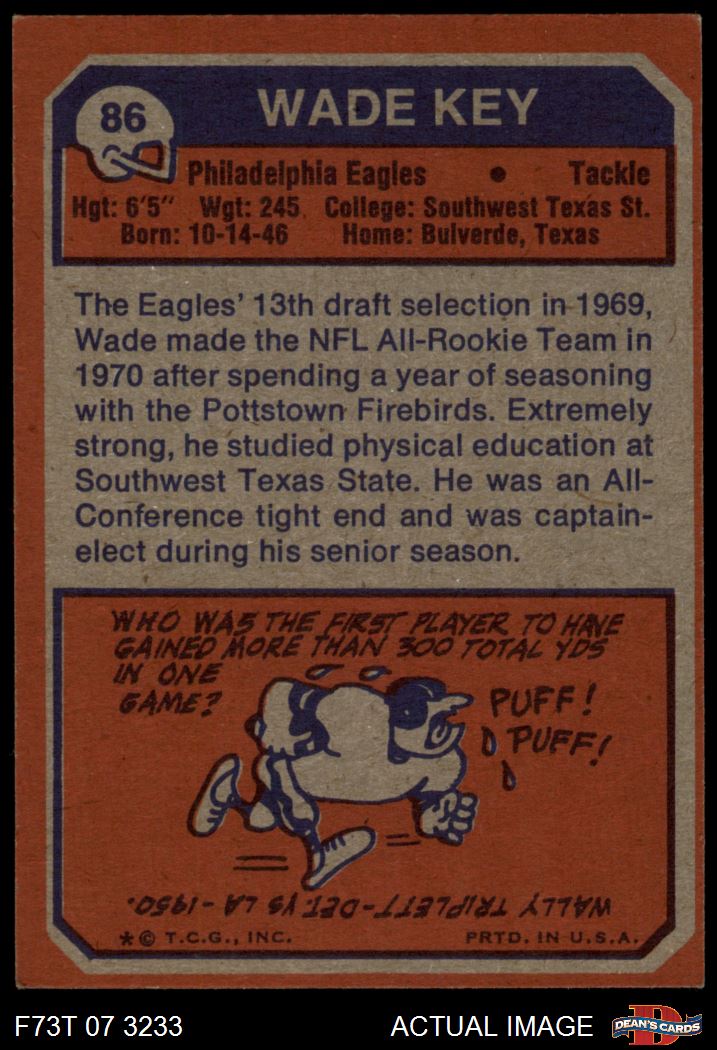 86
WADE KEY
Philadelphia Eagles • Tackle
Hgt: 6'5" Wgt: 245 College: Southwest Texas St.
Born: 10-14-46 Home: Bulverde, Texas
The Eagles' 13th draft selection in 1969,
Wade made the NFL All-Rookie Team in
1970 after spending a year of seasoning
with the Pottstown Firebirds. Extremely
strong, he studied physical education at
Southwest Texas State. He was an All-
Conference tight end and was captain-
elect during his senior season.
WHO WAS THE FIRST PLAYER TO HAVE
GAINED MORE THAN 300 TOTAL YDS
IN ONE
GAME?
PUFF!
PUFF!
WALLY TRIPLETT-DET. VS LA - 1950.
*© T.C.G., INC. PRTD. IN U.S.A.
F73T 07 3233 ACTUAL IMAGE
D
DEAN'S CARDS